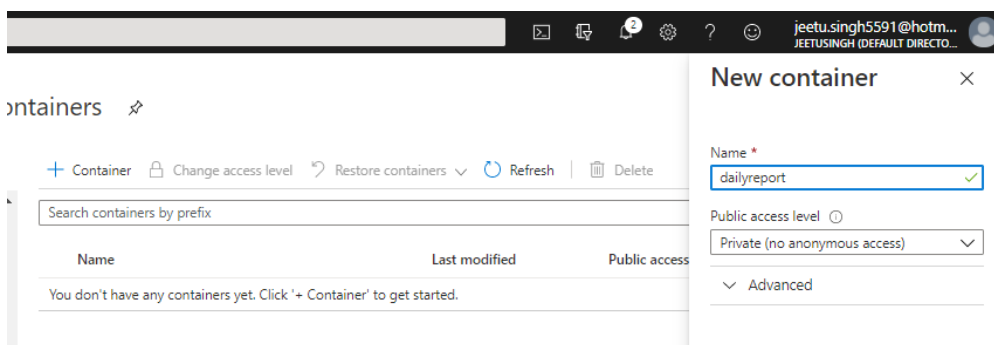 2
jeetu.singh5591@hotm...
JEETUSINGH (DEFAULT DIRECTO...
New container
ontainers
Name *
+ Container Change access level Restore containers Refresh Delete
dailyreport
Search containers by prefix
Public access level
Private (no anonymous access)
Name Last modified Public access
Advanced
You don't have any containers yet. Click '+ Container' to get started.